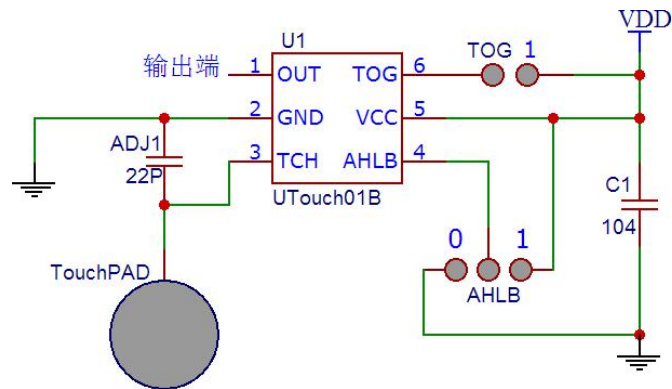 VDD
U1
TOG 1
输出端 1 OUT TOG 6
2 GND VCC 5
ADJ1
22P
3 TCH AHLB 4
UTouch01B
C1
104
0 1
AHLB
TouchPAD